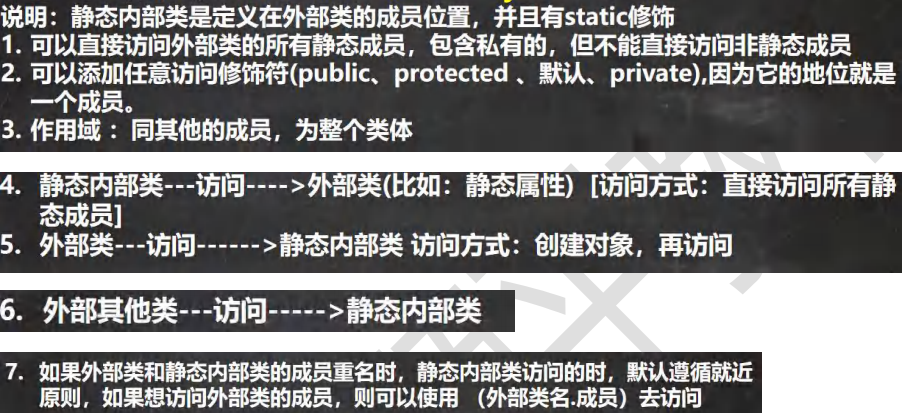 说明：静态内部类是定义在外部类的成员位置，并且有static修饰
1. 可以直接访问外部类的所有静态成员，包含私有的，但不能直接访问非静态成员
2. 可以添加任意访问修饰符(public、protected 、默认、private),因为它的地位就是
一个成员。
3. 作用域 ：同其他的成员，为整个类体
4. 静态内部类---访问---->外部类(比如：静态属性) [访问方式：直接访问所有静
态成员]
5. 外部类---访问------>静态内部类 访问方式：创建对象，再访问
6. 外部其他类---访问----->静态内部类
7. 如果外部类和静态内部类的成员重名时，静态内部类访问的时，默认遵循就近
原则，如果想访问外部类的成员，则可以使用 （外部类名.成员）去访问